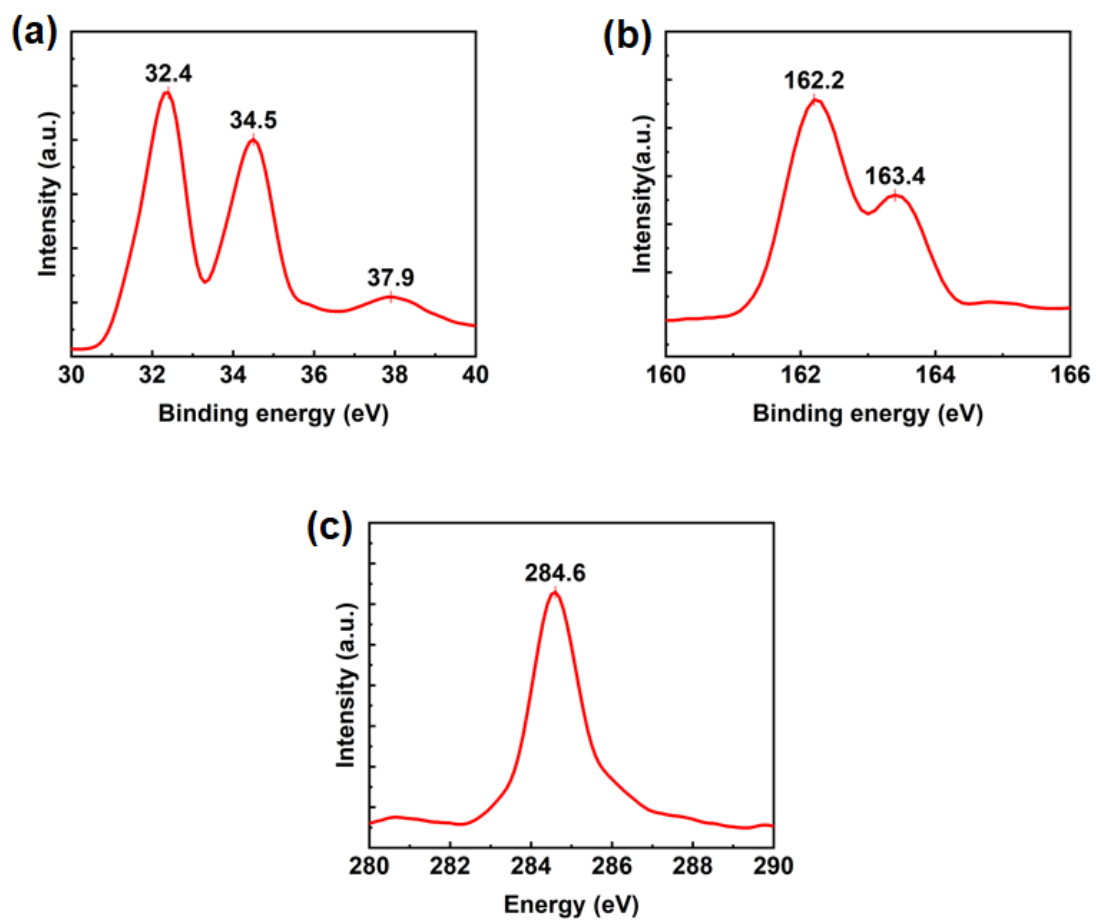 (a)
32.4
34.5
37.9
Intensity (a.u.)
30 32 34 36 38 40
Binding energy (eV)
(b)
162.2
163.4
Intensity(a.u.)
160 162 164 166
Binding energy (eV)
(c)
284.6
Intensity (a.u.)
280 282 284 286 288 290
Energy (eV)